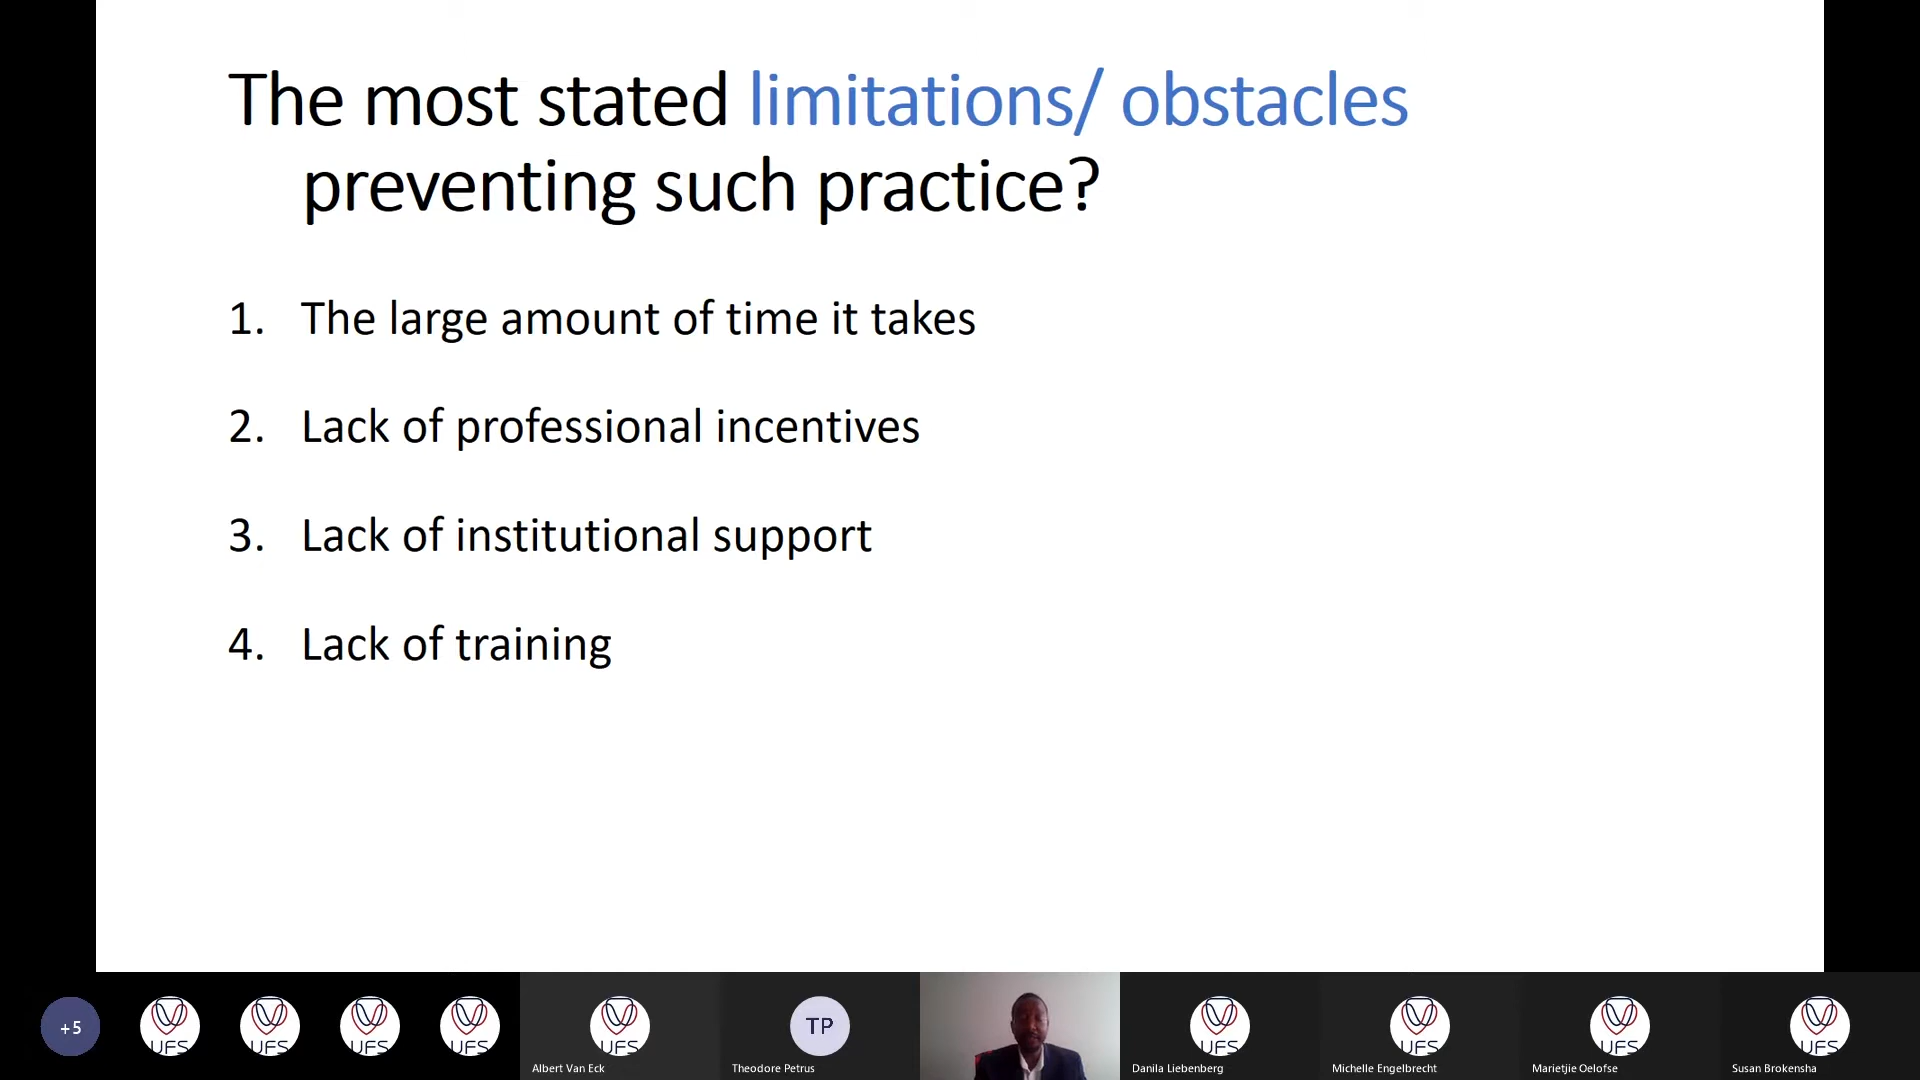 The most stated limitations/ obstacles
preventing such practice?
1. The large amount of time it takes
2. Lack of professional incentives
3. Lack of institutional support
4. Lack of training
+5
UFS
UFS
UFS
UFS
UFS
TP
UFS
UFS
UFS
UFS
Albert Van Eck
Theodore Petrus
Danila Liebenberg
Michelle Engelbrecht
Marietjie Oelofse
Susan Brokensha